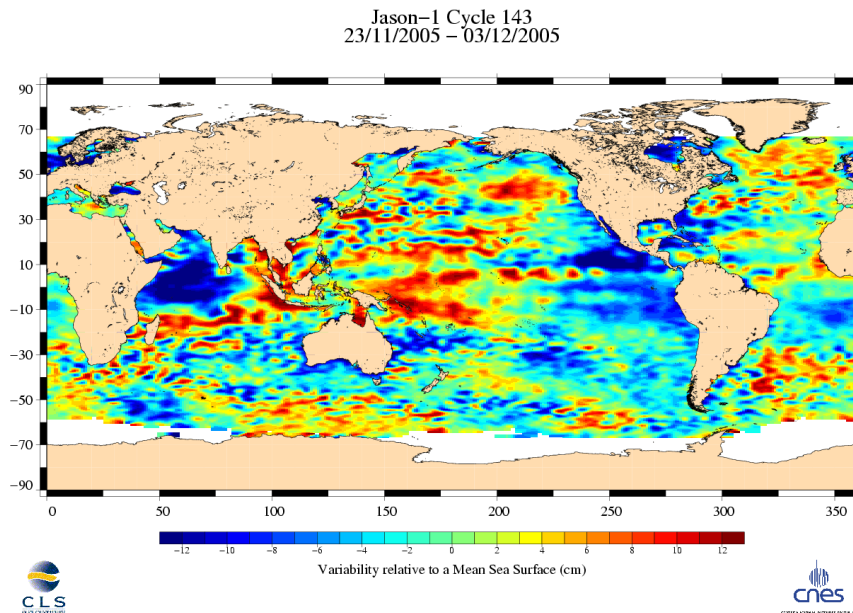 Jason−1 Cycle 143
23/11/2005 − 03/12/2005
90
70
50
30
10
−10
−30
−50
−70
−90
0 50 100 150 200 250 300 350
−12 −10 −8 −6 −4 −2 0 2 4 6 8 10 12
Variability relative to a Mean Sea Surface (cm)
CLS
cnes